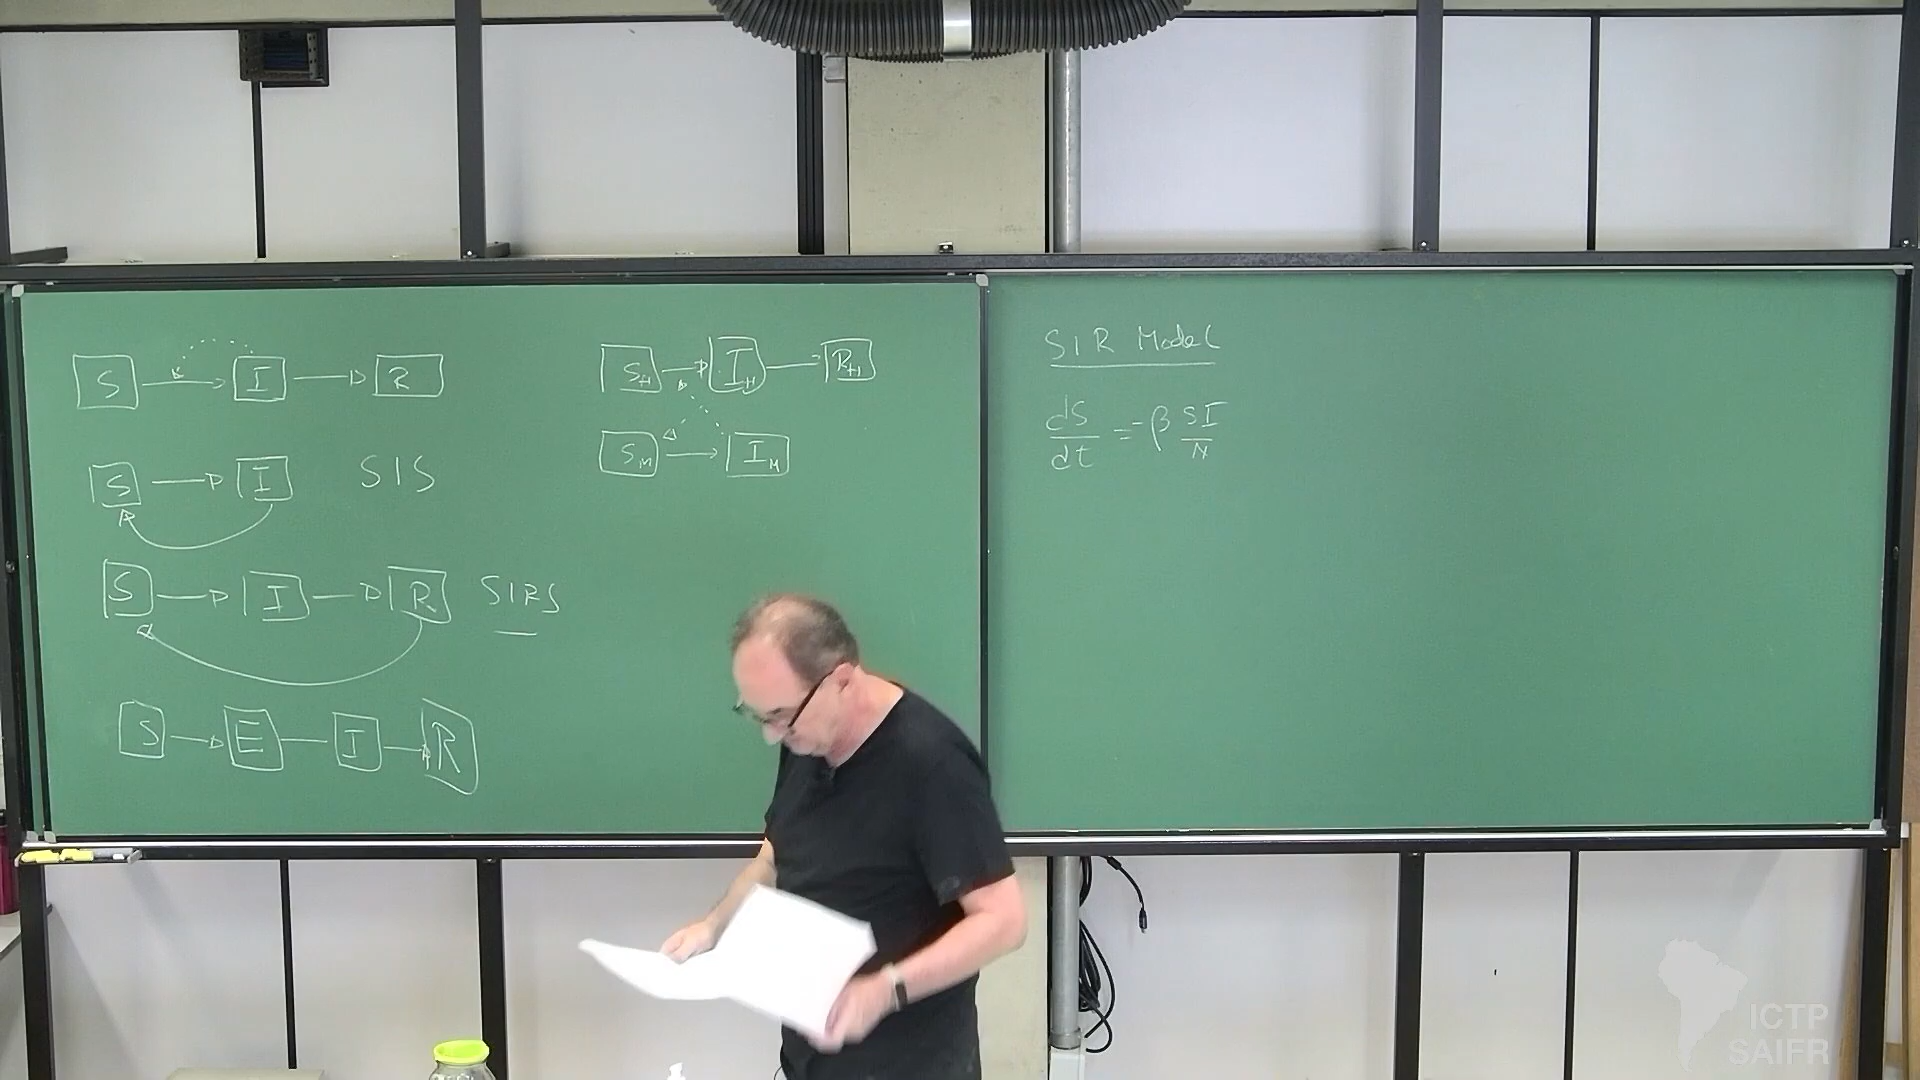 S I R
S I SIS
S I R SIRS
S E I R
S_H I_H R_H
S_M I_M
SIR Model
dS/dt = -β SI/N
ICTP
SAIFR